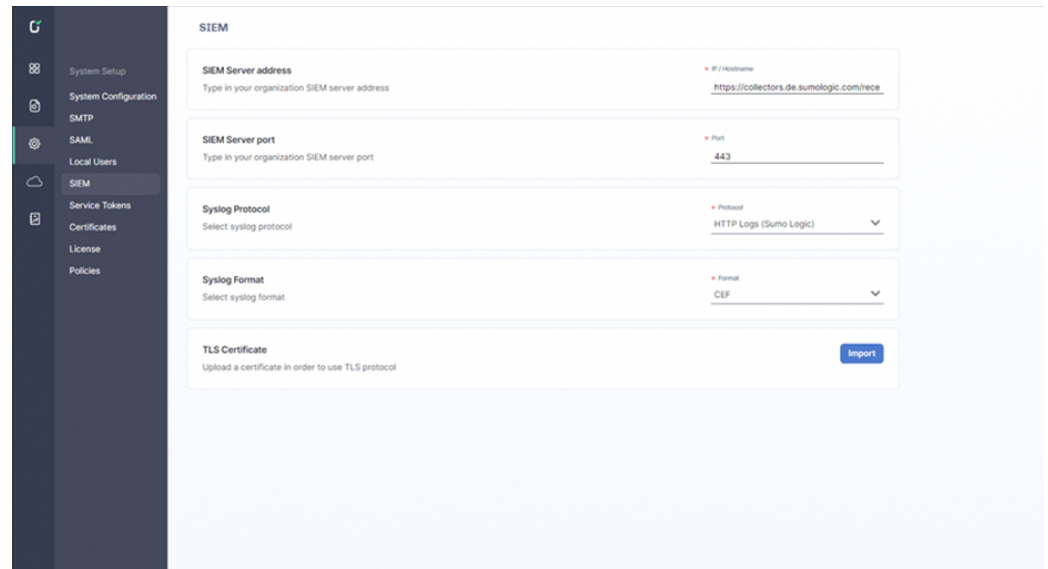 SIEM
System Setup
System Configuration
SMTP
SAML
Local Users
SIEM
Service Tokens
Certificates
License
Policies
SIEM Server address
Type in your organization SIEM server address
* IP / Hostname
https://collectors.de.sumologic.com/rece
SIEM Server port
Type in your organization SIEM server port
* Port
443
Syslog Protocol
Select syslog protocol
* Protocol
HTTP Logs (Sumo Logic)
Syslog Format
Select syslog format
* Format
CEF
TLS Certificate
Upload a certificate in order to use TLS protocol
Import